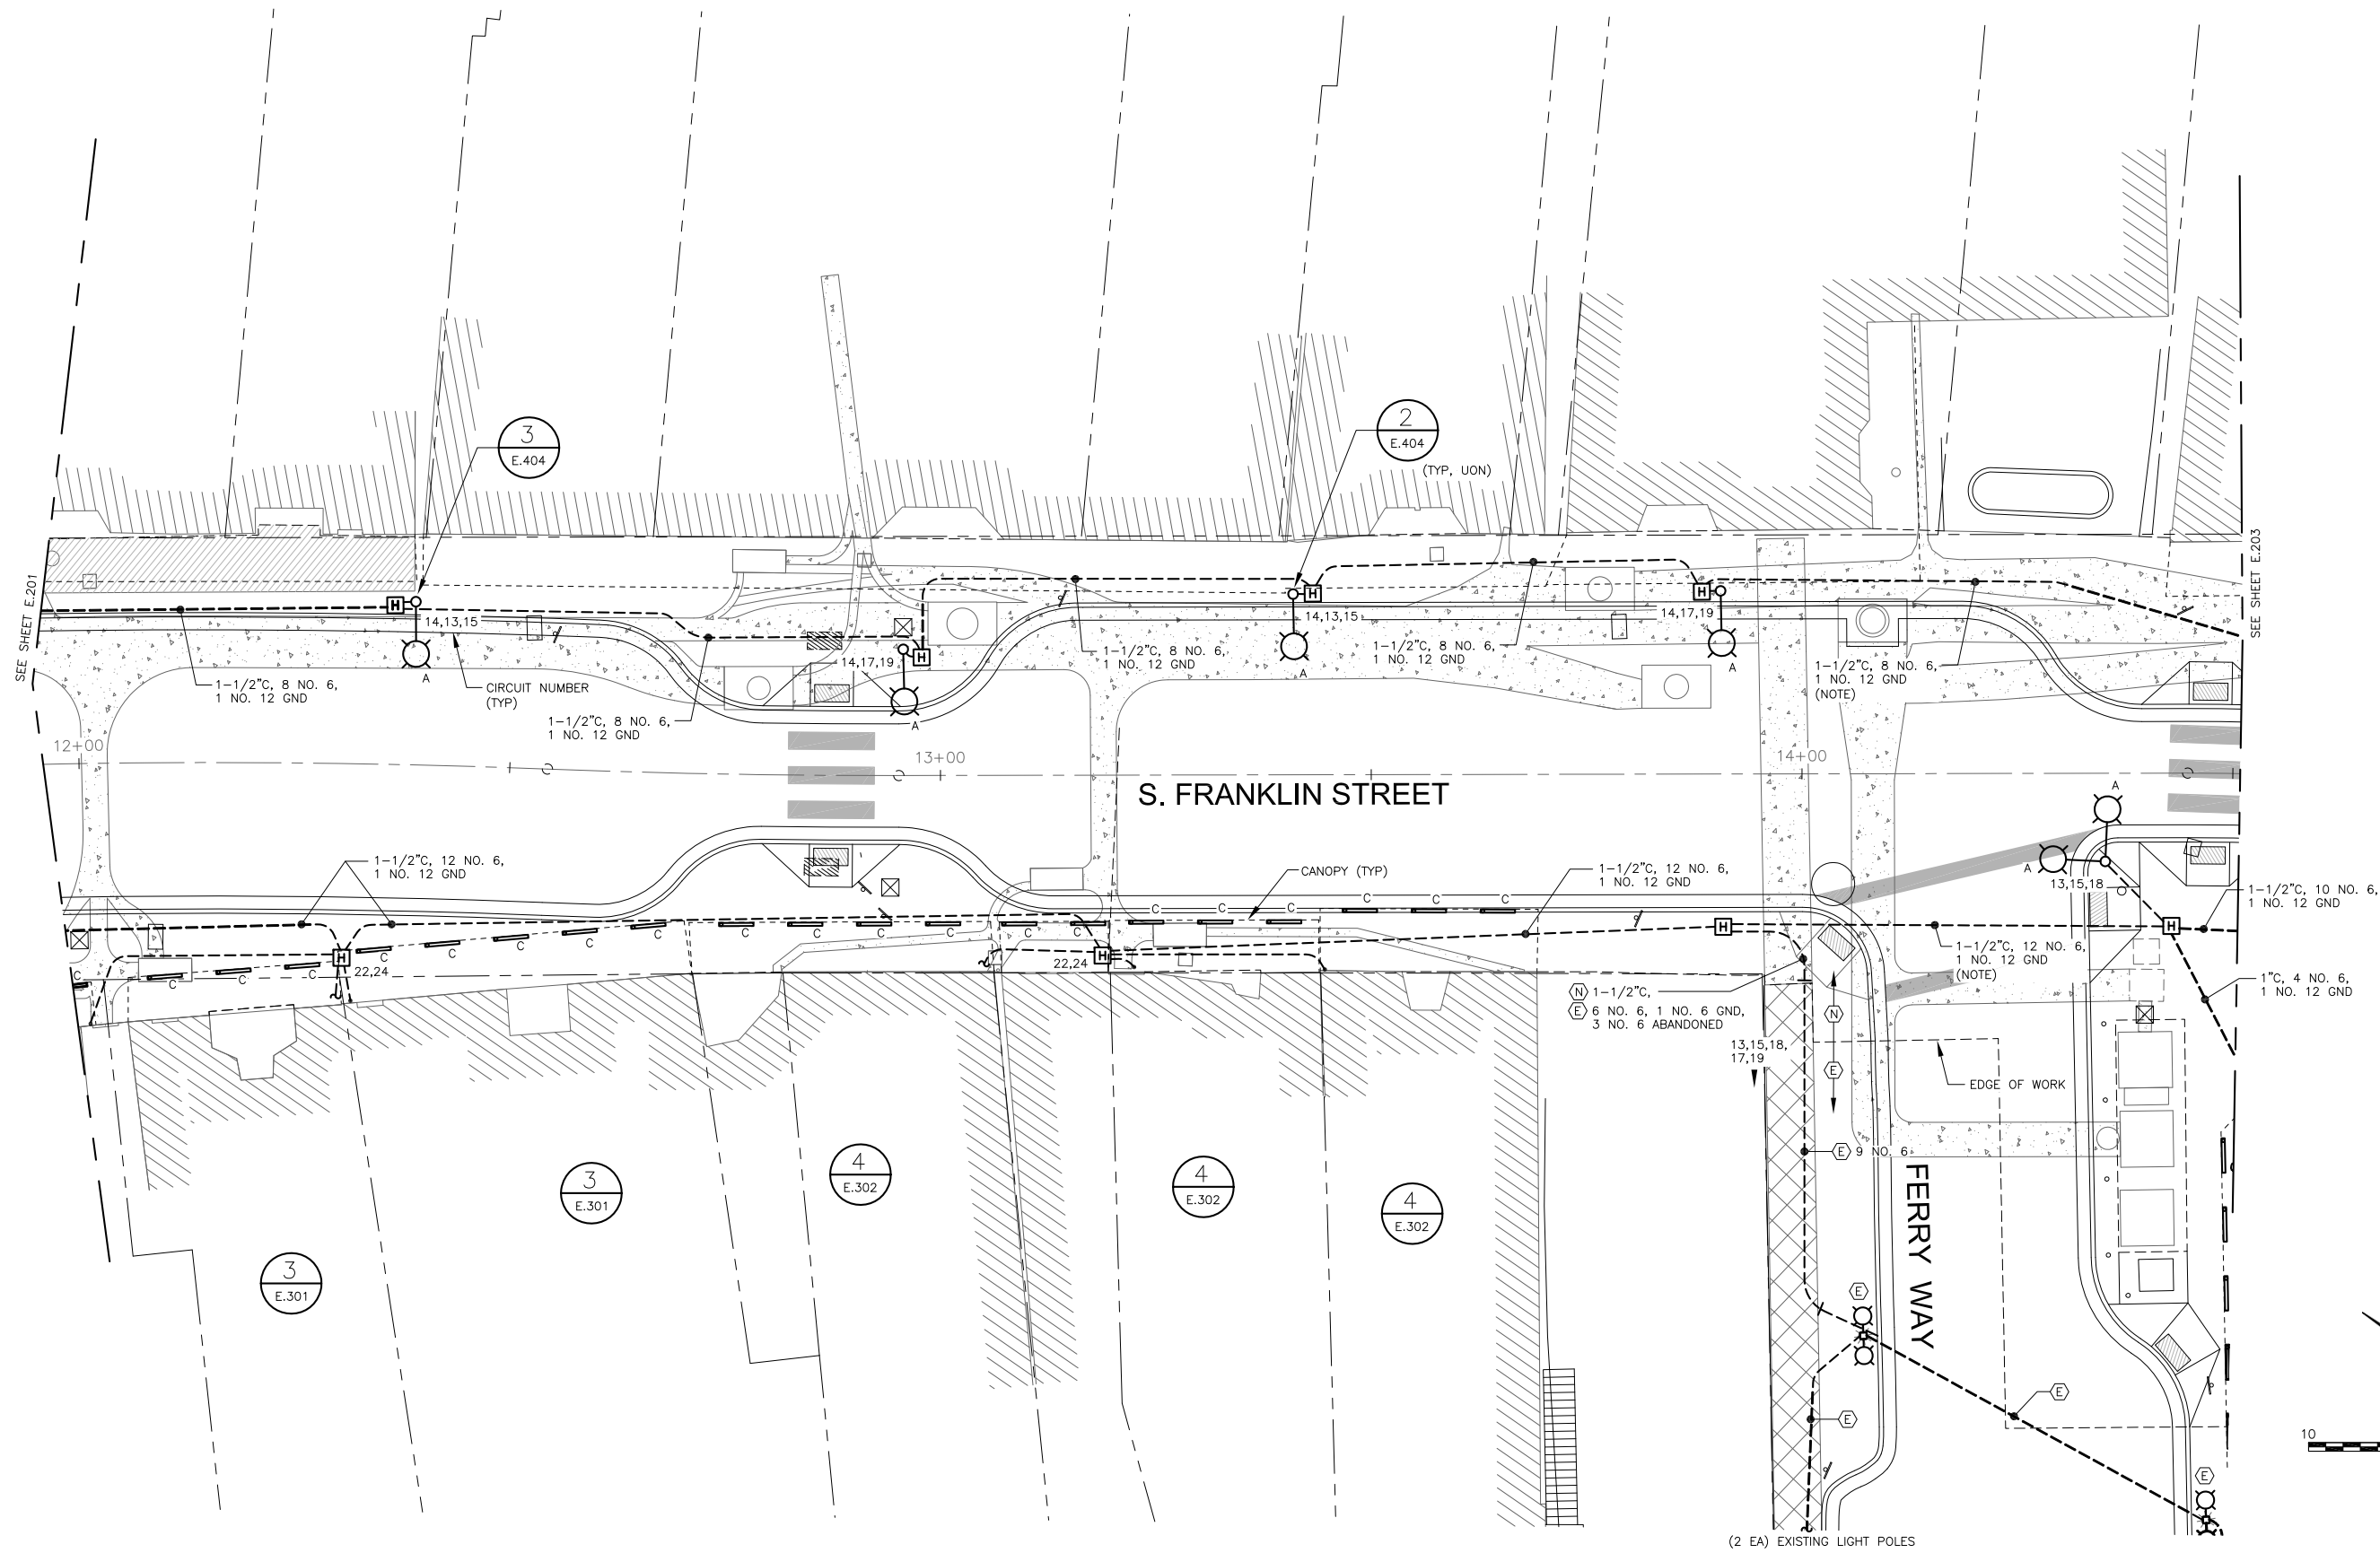 3
E.404
2
E.404
(TYP, UON)
SEE SHEET E.201
SEE SHEET E.203
H
14,13,15
A
1-1/2"C, 8 NO. 6,
1 NO. 12 GND
CIRCUIT NUMBER
(TYP)
1-1/2"C, 8 NO. 6,
1 NO. 12 GND
14,17,19
H
A
1-1/2"C, 8 NO. 6,
1 NO. 12 GND
H
14,13,15
A
1-1/2"C, 8 NO. 6,
1 NO. 12 GND
H
14,17,19
A
1-1/2"C, 8 NO. 6,
1 NO. 12 GND
(NOTE)
12+00
13+00
14+00
S. FRANKLIN STREET
A
A
13,15,18
1-1/2"C, 12 NO. 6,
1 NO. 12 GND
CANOPY (TYP)
1-1/2"C, 12 NO. 6,
1 NO. 12 GND
1-1/2"C, 10 NO. 6,
1 NO. 12 GND
C C C C C C C C C C C C C C C C C C C C C
H
22,24
H
22,24
H
H
1-1/2"C, 12 NO. 6,
1 NO. 12 GND
(NOTE)
1"C, 4 NO. 6,
1 NO. 12 GND
N 1-1/2"C,
E 6 NO. 6, 1 NO. 6 GND,
3 NO. 6 ABANDONED
N
E
13,15,18,
17,19
EDGE OF WORK
E 9 NO. 6
FERRY WAY
3
E.301
3
E.301
4
E.302
4
E.302
4
E.302
E
E
E
E
10
(2 EA) EXISTING LIGHT POLES